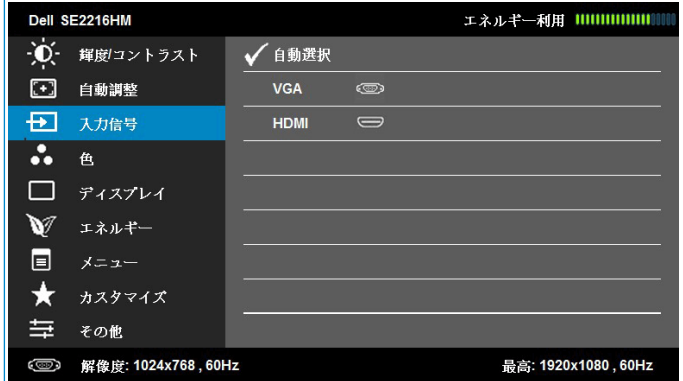 Dell SE2216HM エネルギー利用
輝度/コントラスト 自動選択
自動調整 VGA
入力信号 HDMI
色
ディスプレイ
エネルギー
メニュー
カスタマイズ
その他
解像度: 1024x768 , 60Hz 最高: 1920x1080 , 60Hz